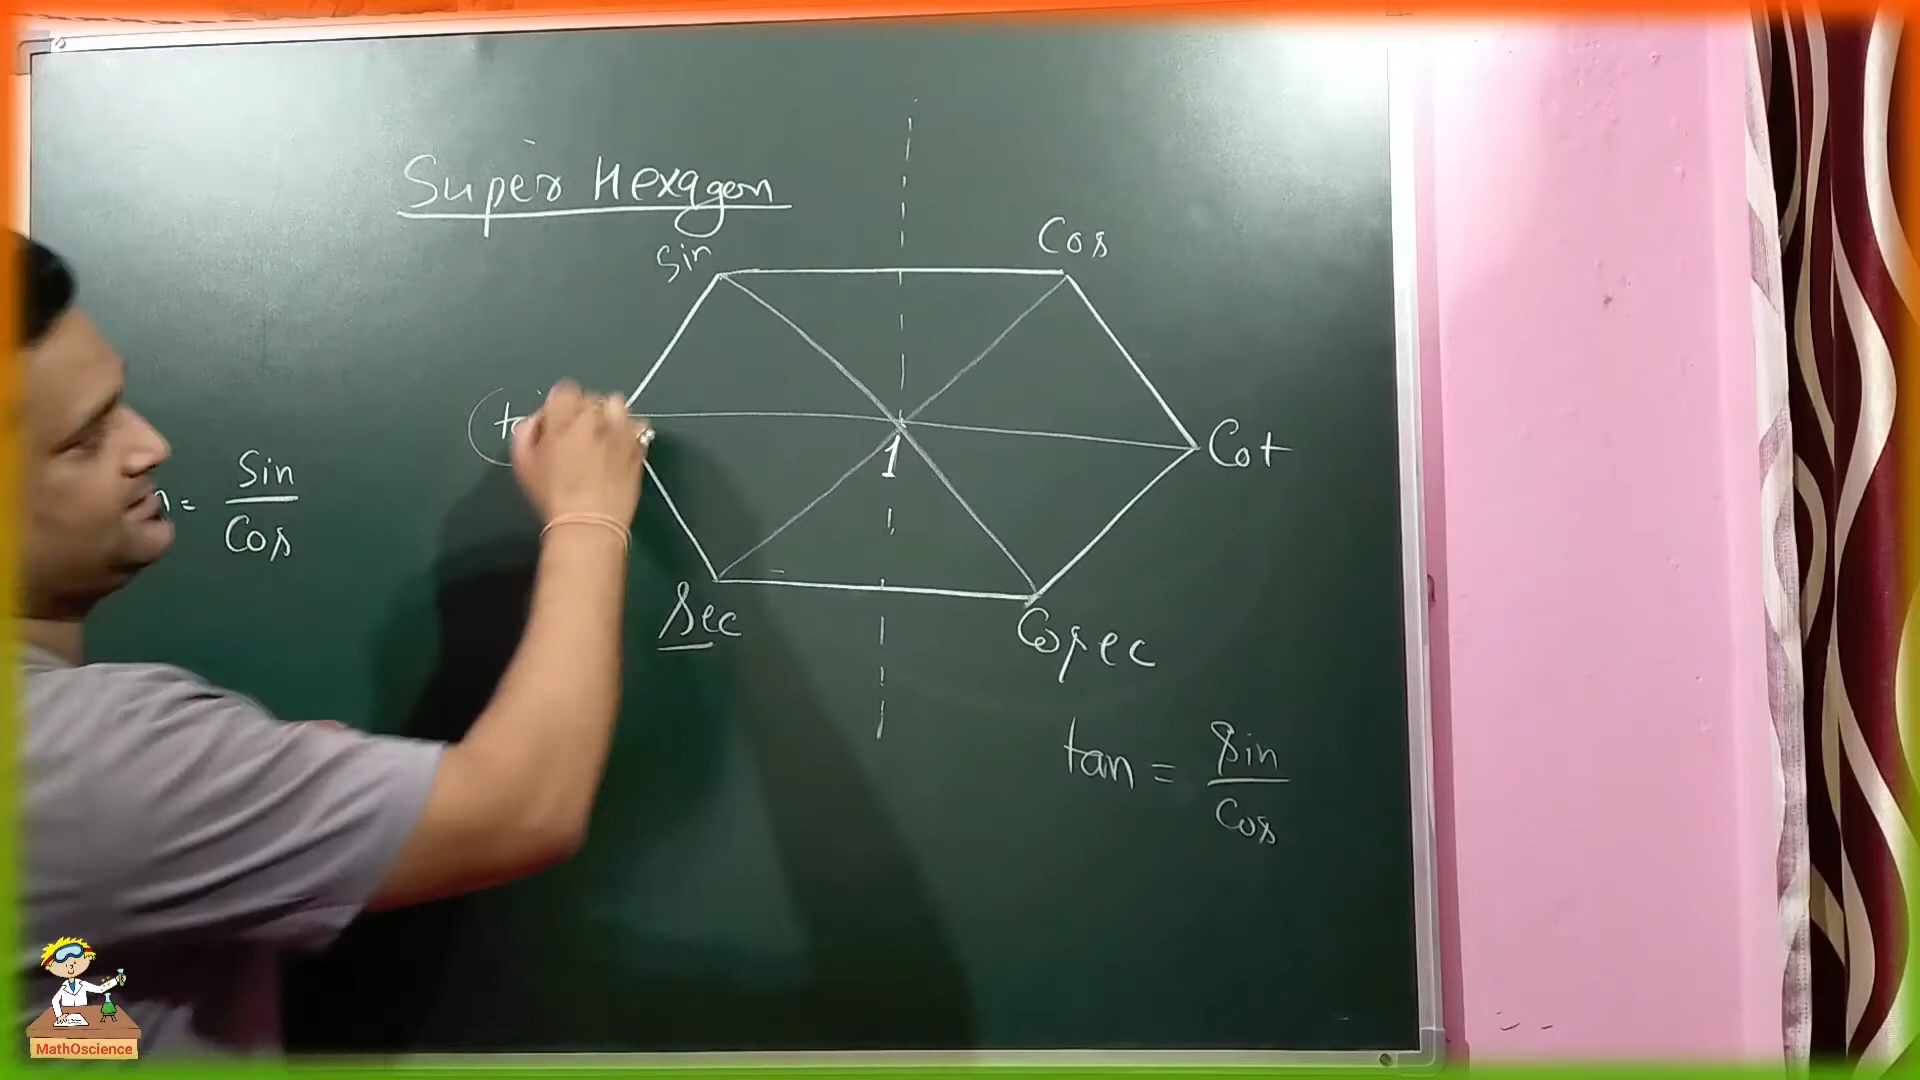 Super Hexagon
Sin
Cos
Cot
1
= Sin
Cos
Sec
Cosec
tan = Sin
Cos
MathOscience